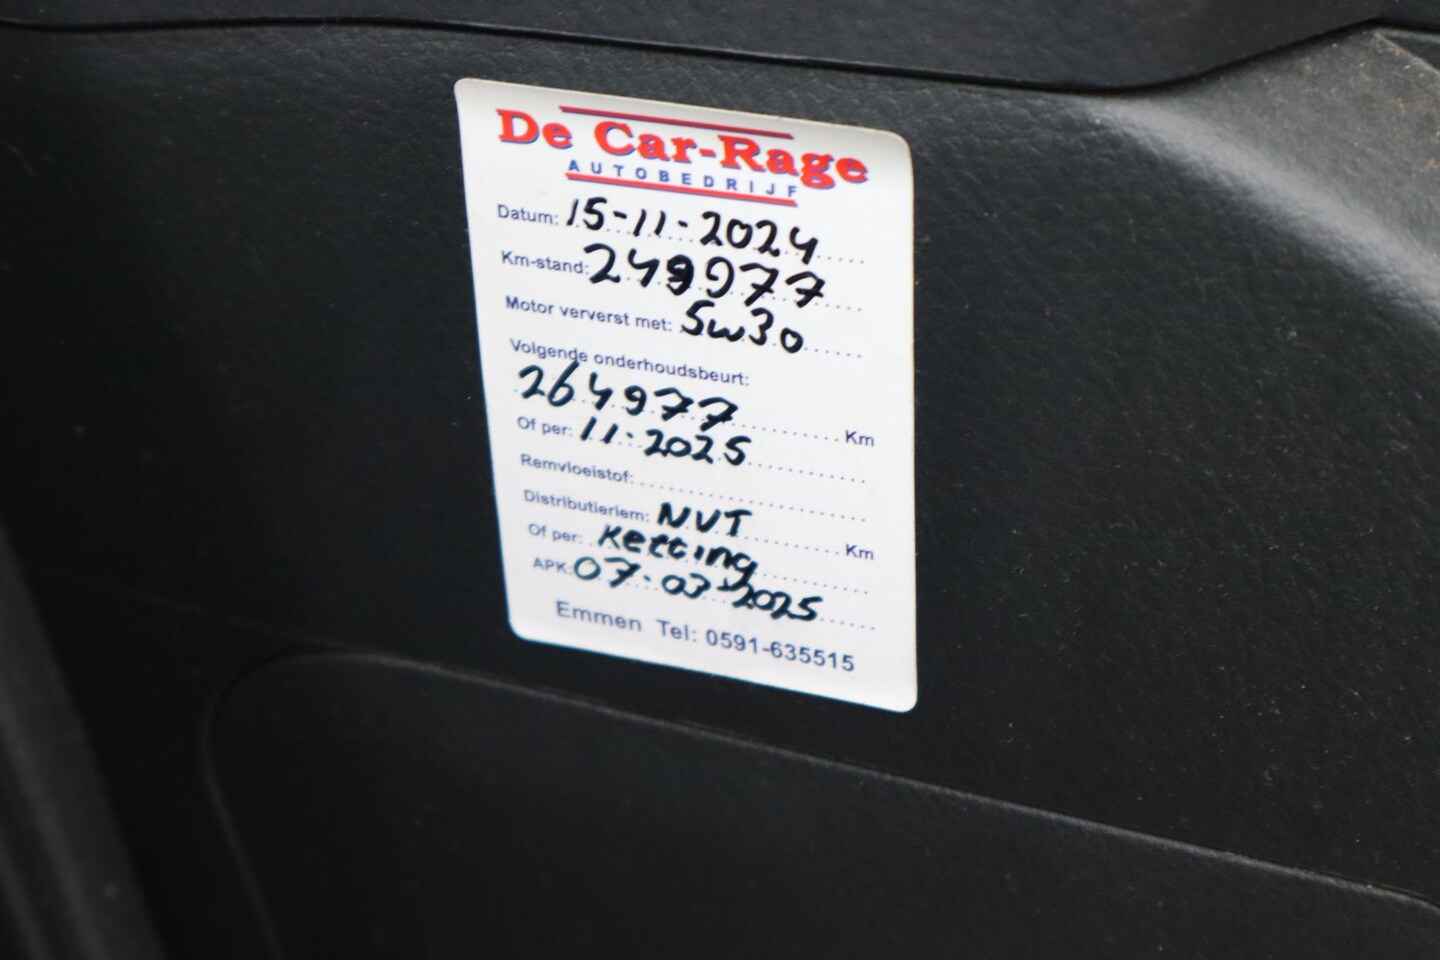 De Car-Rage
AUTOBEDRIJF
Datum: 15-11-2024
Km-stand: 249977
Motor ververst met: 5w30
Volgende onderhoudsbeurt:
264977 Km
Of per: 11-2025
Remvloeistof:
Distributieriem: NVT Km
Of per: Ketting
APK: 07-03-2025
Emmen Tel: 0591-635515